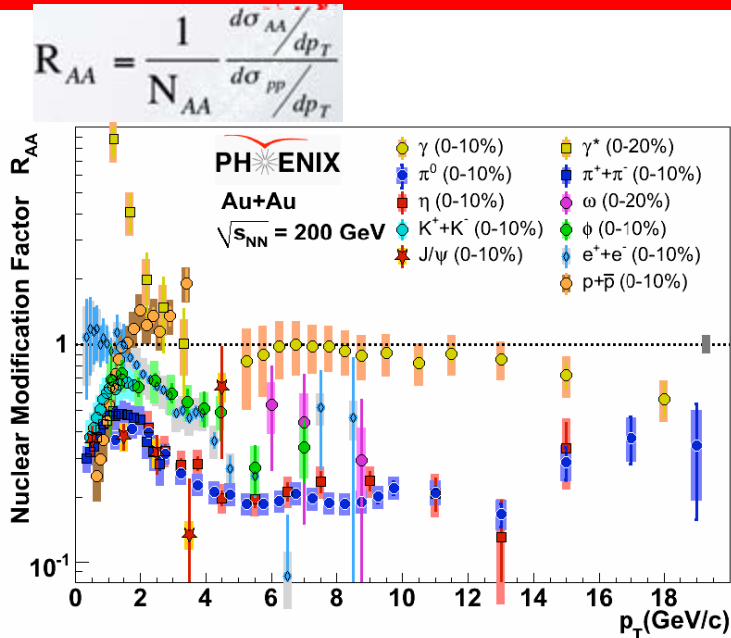 R_AA = 1/N_AA (dσ_AA/dp_T)/(dσ_pp/dp_T)
Nuclear Modification Factor R_AA
PH ENIX
Au+Au
√s_NN = 200 GeV
γ (0-10%)
π⁰ (0-10%)
η (0-10%)
K⁺+K⁻ (0-10%)
J/ψ (0-10%)
γ* (0-20%)
π⁺+π⁻ (0-10%)
ω (0-20%)
ϕ (0-10%)
e⁺+e⁻ (0-10%)
p+p̅ (0-10%)
1
10⁻¹
0 2 4 6 8 10 12 14 16 18
p_T(GeV/c)